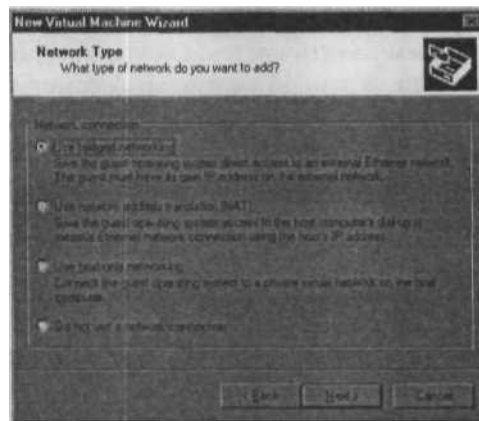 New Virtual Machine Wizard
Network Type
What type of network do you want to add?
Network connection
Use bridged networking
Give the guest operating system direct access to an external Ethernet network.
The guest must have its own IP address on the external network.
Use network address translation (NAT)
Give the guest operating system access to the host computer's dial-up or
external Ethernet network connection using the host's IP address.
Use host-only networking
Connect the guest operating system to a private virtual network on the host
computer.
Do not use a network connection
< Back
Next >
Cancel